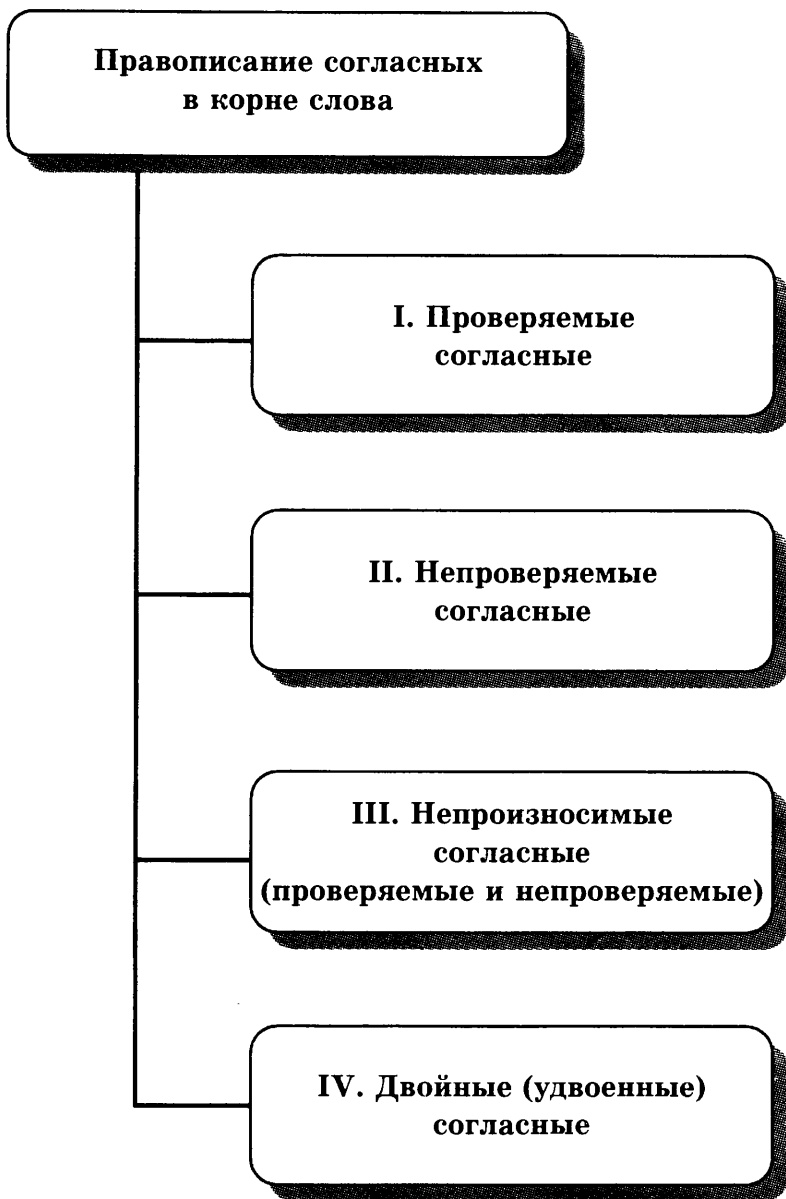 Правописание согласных
в корне слова
I. Проверяемые
согласные
II. Непроверяемые
согласные
III. Непроизносимые
согласные
(проверяемые и непроверяемые)
IV. Двойные (удвоенные)
согласные